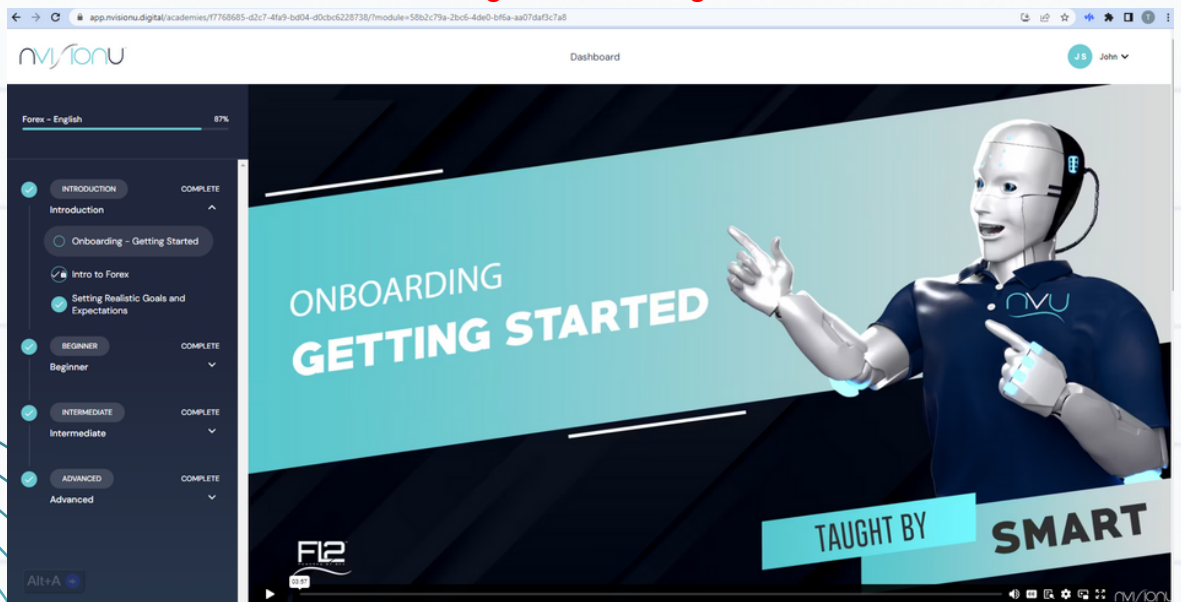 app.nvisionu.digital/academies/f7768685-d2c7-4fa9-bd04-d0cbc6228738/?module=58b2c79a-2bc6-4de0-bf6a-aa07daf3c7a8
nvisionu
Dashboard
JS
John
Forex - English
87%
INTRODUCTION
COMPLETE
Introduction
Onboarding - Getting Started
Intro to Forex
Setting Realistic Goals and
Expectations
BEGINNER
COMPLETE
Beginner
INTERMEDIATE
COMPLETE
Intermediate
ADVANCED
COMPLETE
Advanced
Alt+A
ONBOARDING
GETTING STARTED
nvu
TAUGHT BY
SMART
F12
03:57
nvisionu